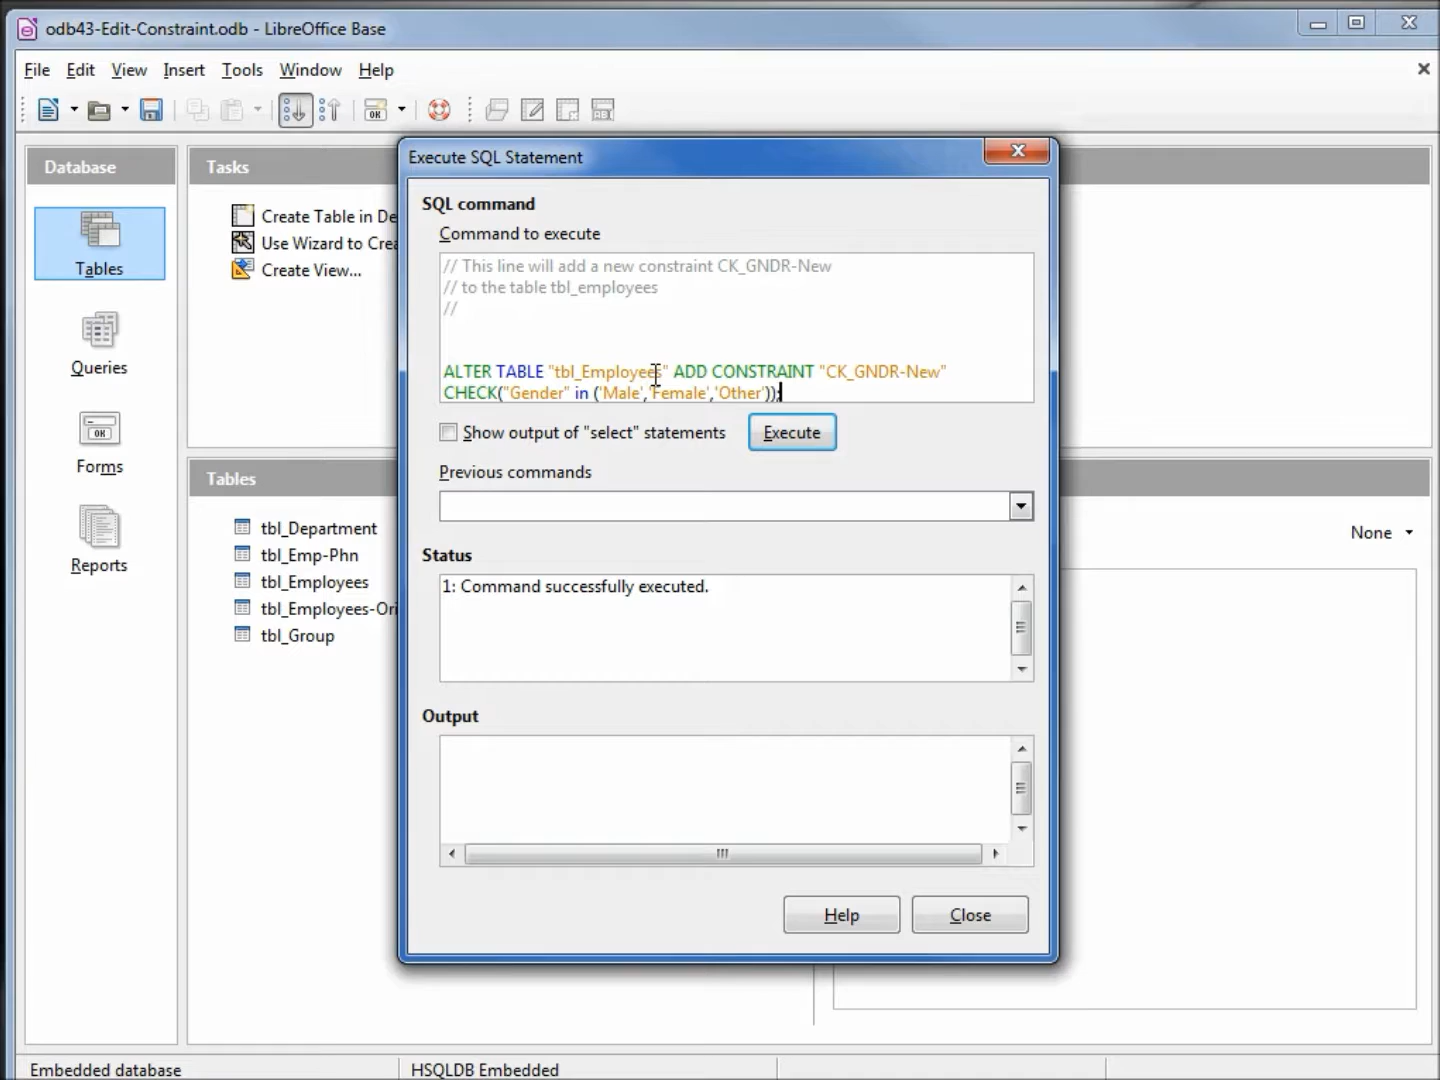 odb43-Edit-Constraint.odb - LibreOffice Base
File Edit View Insert Tools Window Help
Database
Tables
Queries
Forms
Reports
Tasks
Create Table in De
Use Wizard to Crea
Create View...
Tables
tbl_Department
tbl_Emp-Phn
tbl_Employees
tbl_Employees-Ori
tbl_Group
None
Execute SQL Statement
SQL command
Command to execute
// This line will add a new constraint CK_GNDR-New
// to the table tbl_employees
//
ALTER TABLE "tbl_Employees" ADD CONSTRAINT "CK_GNDR-New"
CHECK("Gender" in ('Male','Female','Other'));
Show output of "select" statements
Execute
Previous commands
Status
1: Command successfully executed.
Output
Help
Close
Embedded database
HSQLDB Embedded